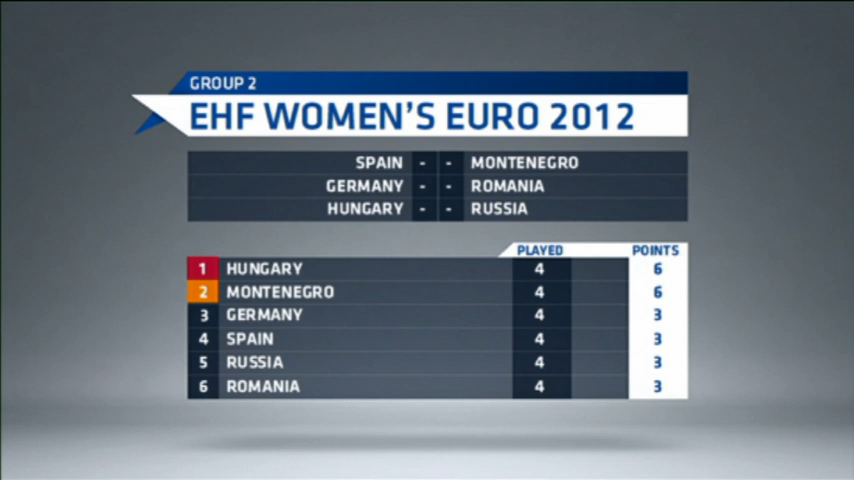 GROUP 2
EHF WOMEN'S EURO 2012
SPAIN - - MONTENEGRO
GERMANY - - ROMANIA
HUNGARY - - RUSSIA
PLAYED POINTS
1 HUNGARY 4 6
2 MONTENEGRO 4 6
3 GERMANY 4 3
4 SPAIN 4 3
5 RUSSIA 4 3
6 ROMANIA 4 3